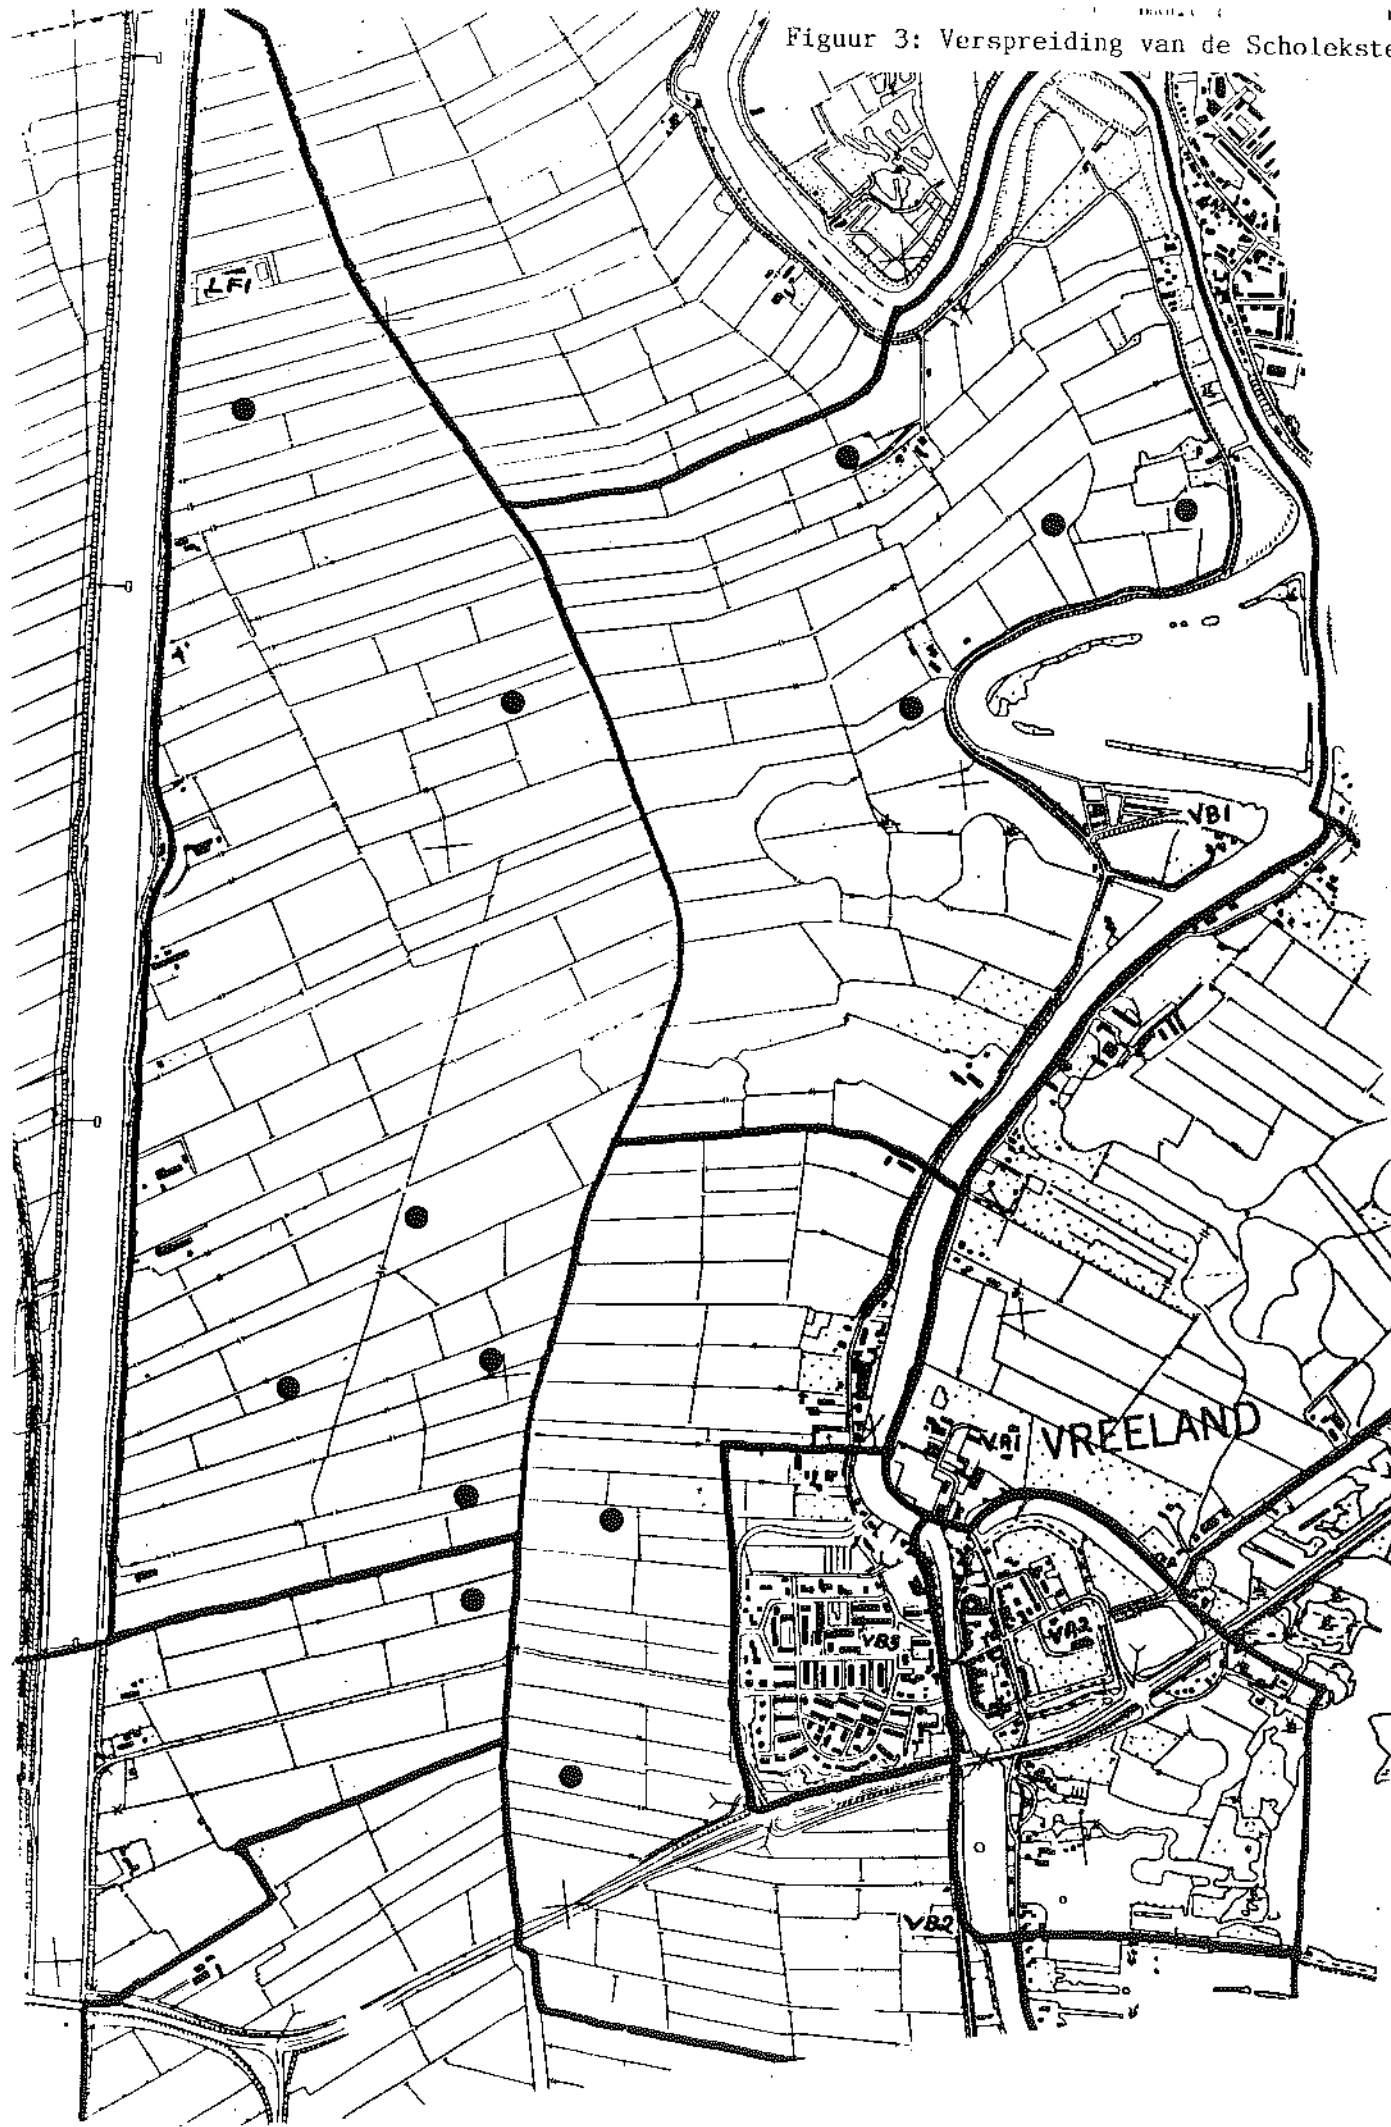 Figuur 3: Verspreiding van de Scholekste
LF1
VB1
VA1
VREELAND
VA2
VB3
VB2